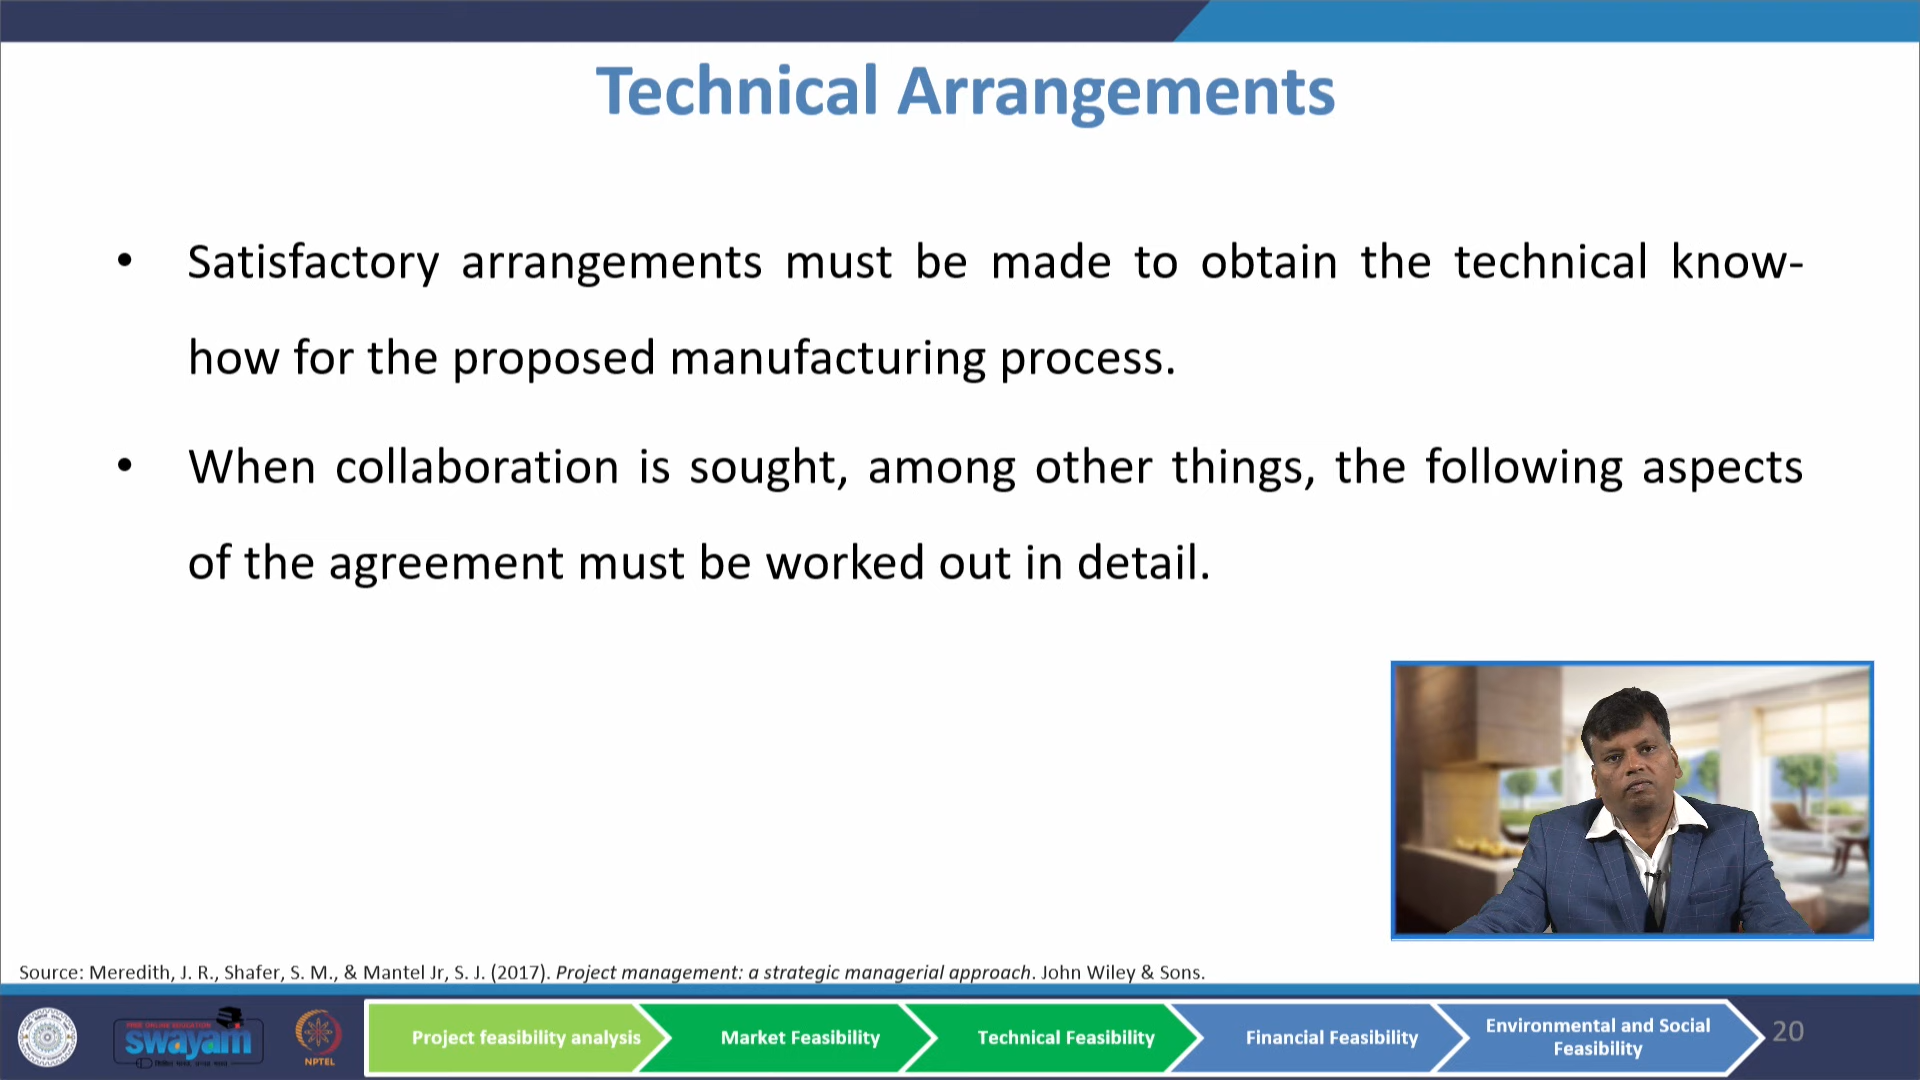 Technical Arrangements
• Satisfactory arrangements must be made to obtain the technical know-
how for the proposed manufacturing process.
• When collaboration is sought, among other things, the following aspects
of the agreement must be worked out in detail.
Source: Meredith, J. R., Shafer, S. M., & Mantel Jr, S. J. (2017). Project management: a strategic managerial approach. John Wiley & Sons.
swayam
NPTEL
Project feasibility analysis
Market Feasibility
Technical Feasibility
Financial Feasibility
Environmental and Social
Feasibility
20